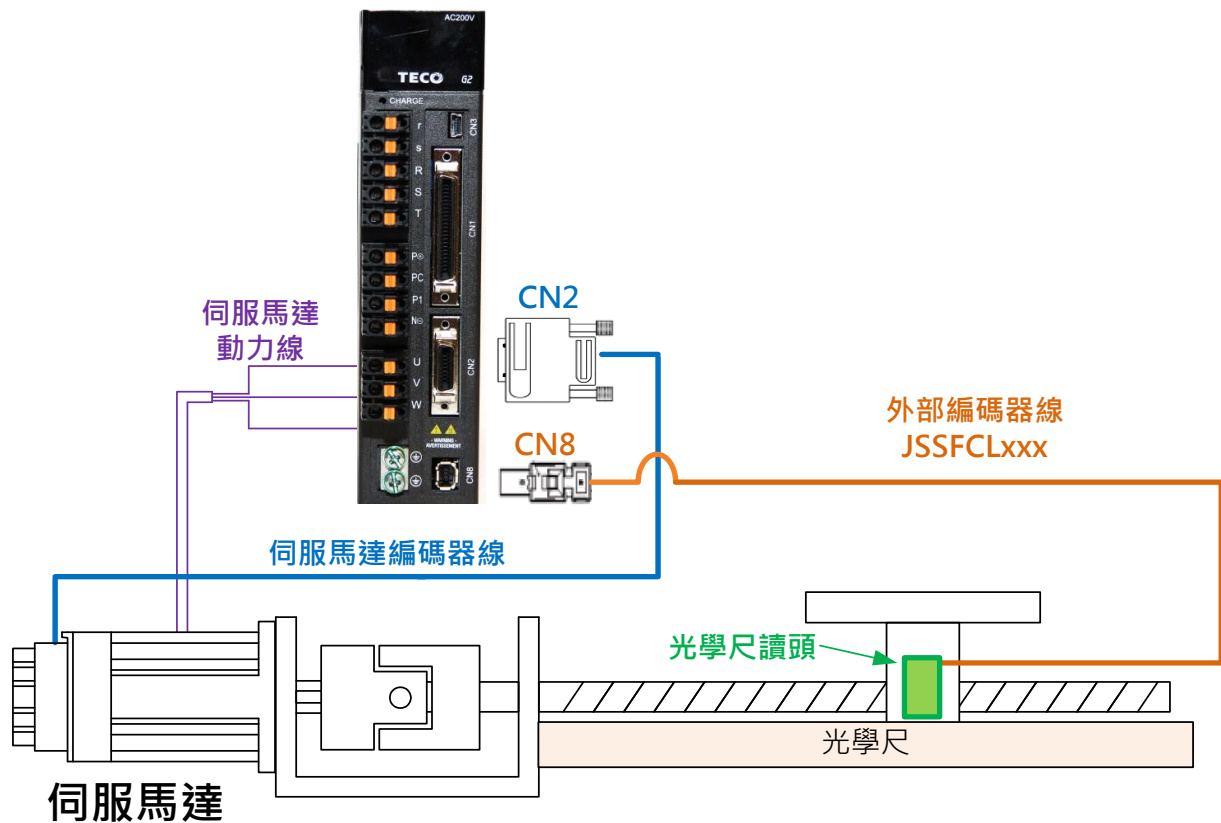 AC200V
TECO G2
CHARGE
r
s
R
S
T
P⊕
PC
P1
N⊖
U
V
W
CN3
CN1
CN2
- WARNING -
AVERTISSEMENT
CN8
CN2
CN8
伺服馬達
動力線
外部編碼器線
JSSFCLxxx
伺服馬達編碼器線
光學尺讀頭
光學尺
伺服馬達